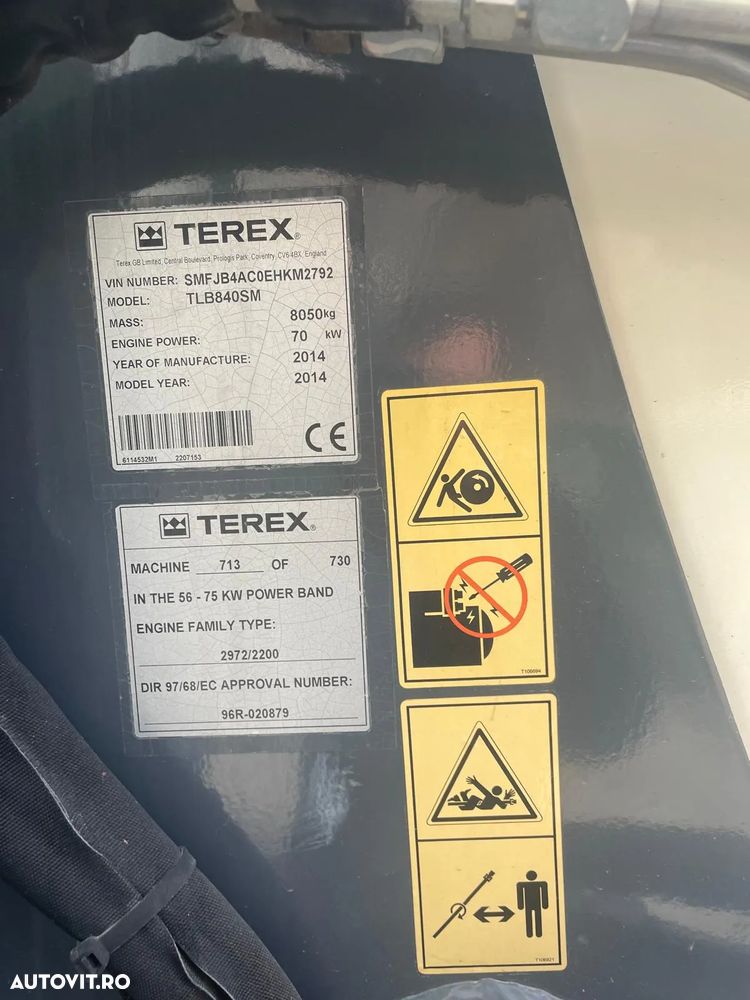 TEREX®
Terex GB Limited, Central Boulevard, Prologis Park, Coventry, CV6 4BX, England
VIN NUMBER: SMFJB4AC0EHKM2792
MODEL: TLB840SM
MASS: 8050kg
ENGINE POWER: 70 kW
YEAR OF MANUFACTURE: 2014
MODEL YEAR: 2014
CE
6114532M1 2207153
TEREX®
MACHINE 713 OF 730
IN THE 56 - 75 KW POWER BAND
ENGINE FAMILY TYPE:
2972/2200
DIR 97/68/EC APPROVAL NUMBER:
96R-020879
T106694
T106921
AUTOVIT.RO